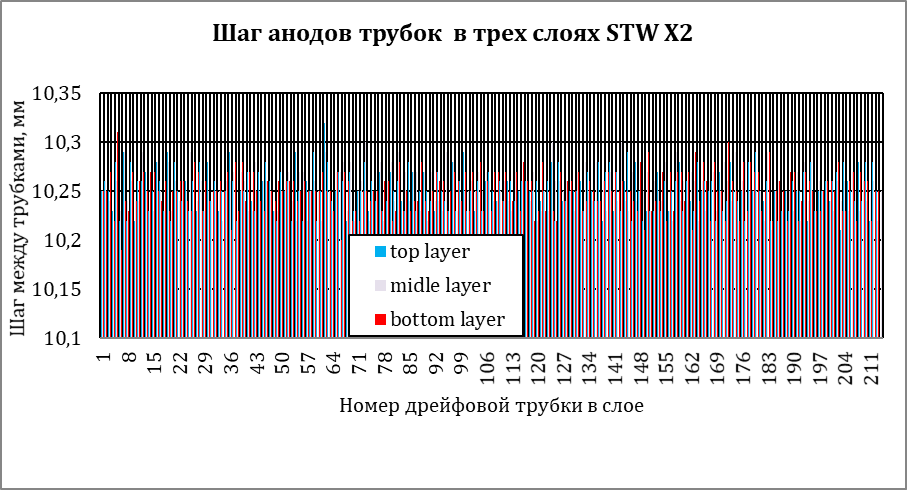 Шаг анодов трубок в трех слоях STW X2
Шаг между трубками, мм
10,35
10,3
10,25
10,2
10,15
10,1
top layer
midle layer
bottom layer
1 8 15 22 29 36 43 50 57 64 71 78 85 92 99 106 113 120 127 134 141 148 155 162 169 176 183 190 197 204 211
Номер дрейфовой трубки в слое